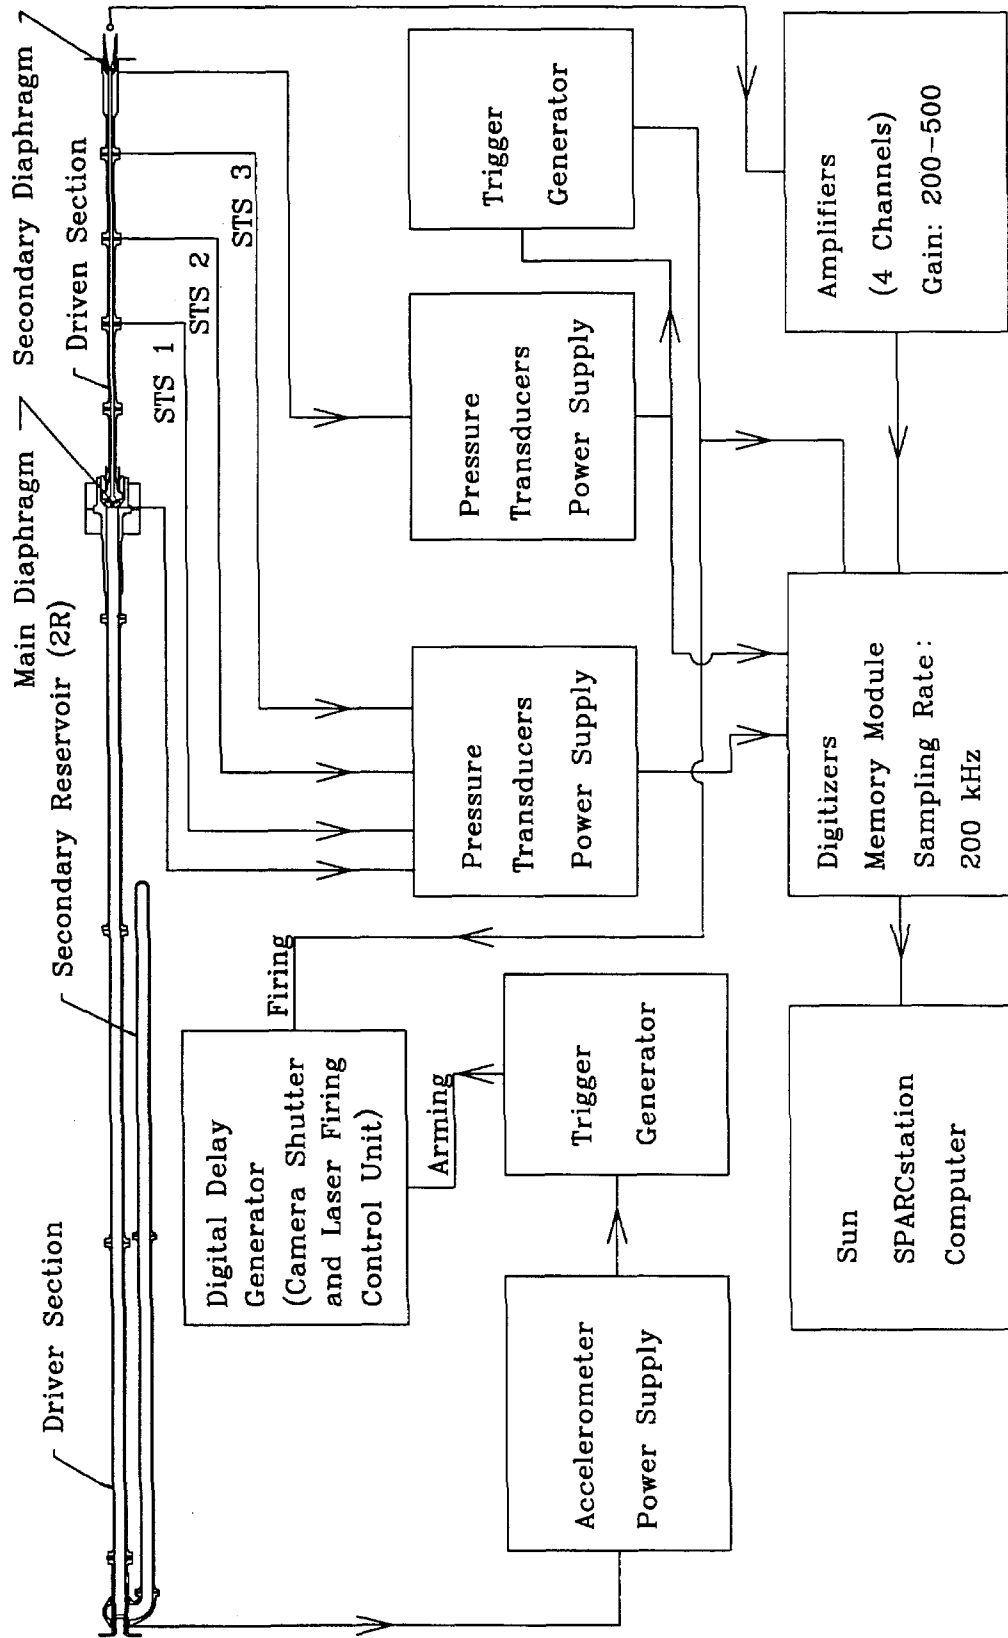 Main Diaphragm
Secondary Diaphragm
Secondary Reservoir (2R)
Driven Section
Driver Section
STS 1
STS 2
STS 3
Firing
Digital Delay
Generator
(Camera Shutter
and Laser Firing
Control Unit)
Arming
Pressure
Transducers
Power Supply
Pressure
Transducers
Power Supply
Trigger
Generator
Accelerometer
Power Supply
Trigger
Generator
Sun
SPARCstation
Computer
Digitizers
Memory Module
Sampling Rate:
200 kHz
Amplifiers
(4 Channels)
Gain: 200-500